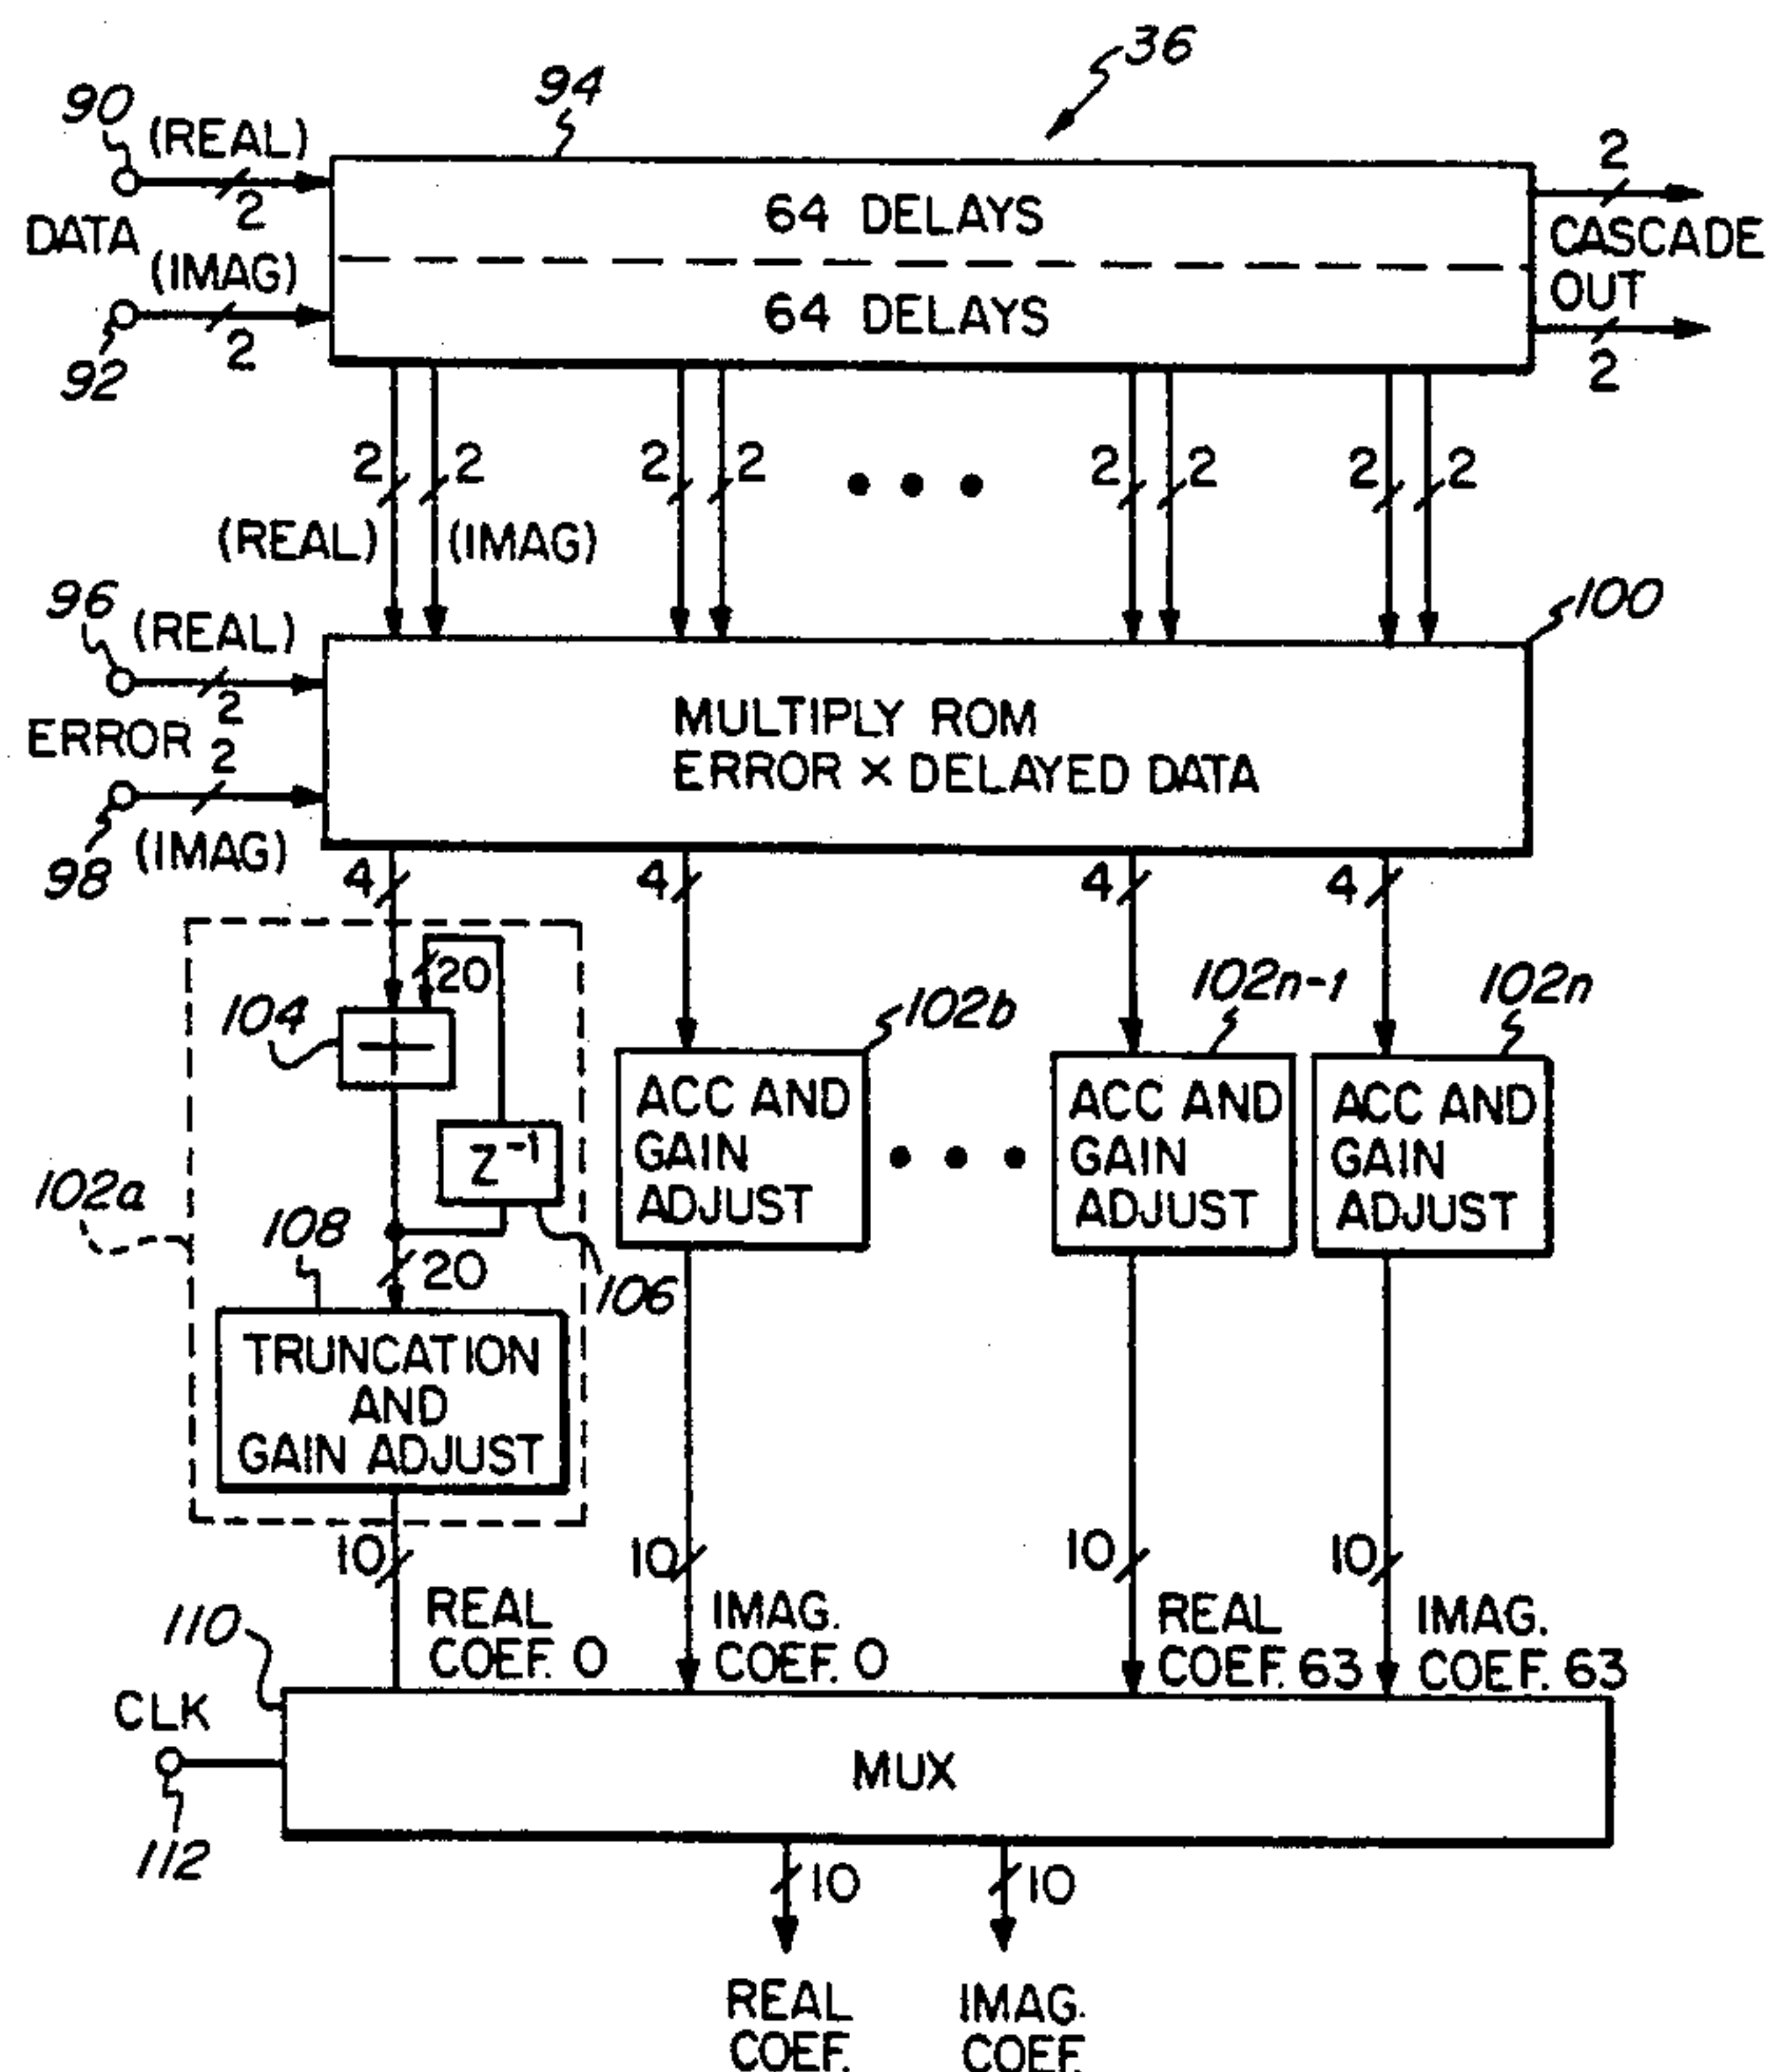 36
94
90
(REAL)
2
DATA
(IMAG)
2
92
64 DELAYS
64 DELAYS
2
CASCADE
OUT
2
2 2 2 2 2 2 2 2
(REAL) (IMAG)
96
(REAL)
2
ERROR
2
98
(IMAG)
100
MULTIPLY ROM
ERROR × DELAYED DATA
4 4 4 4
20
104
102a
Z⁻¹
106
20
108
TRUNCATION
AND
GAIN ADJUST
102b
ACC AND
GAIN
ADJUST
102n-1
ACC AND
GAIN
ADJUST
102n
ACC AND
GAIN
ADJUST
10 10 10 10
REAL
COEF. 0
IMAG.
COEF. 0
REAL
COEF. 63
IMAG.
COEF. 63
110
CLK
112
MUX
10 10
REAL
COEF.
IMAG.
COEF.